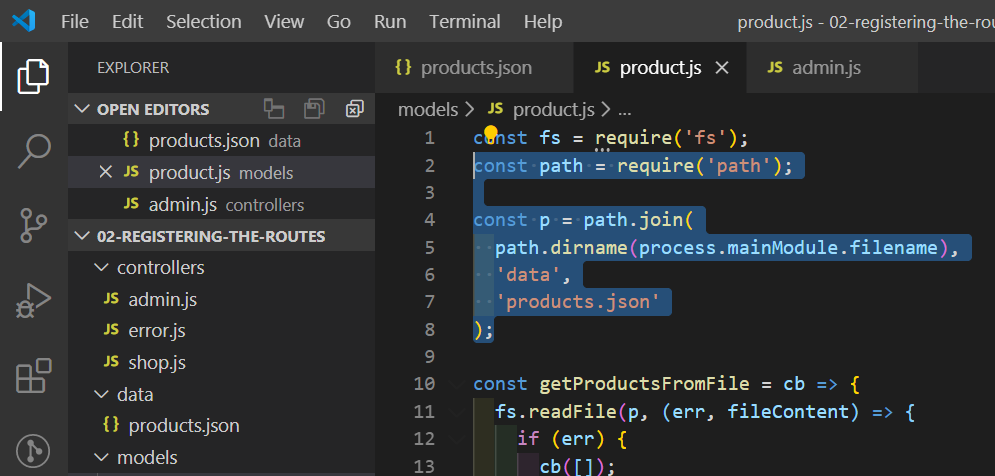 File Edit Selection View Go Run Terminal Help product.js - 02-registering-the-rou
EXPLORER
OPEN EDITORS
{} products.json data
JS product.js models
JS admin.js controllers
02-REGISTERING-THE-ROUTES
controllers
JS admin.js
JS error.js
JS shop.js
data
{} products.json
models
{} products.json JS product.js JS admin.js
models > JS product.js > ...
1 const fs = require('fs');
2 const path = require('path');
3
4 const p = path.join(
5 path.dirname(process.mainModule.filename),
6 'data',
7 'products.json'
8 );
9
10 const getProductsFromFile = cb => {
11 fs.readFile(p, (err, fileContent) => {
12 if (err) {
13 cb([]);